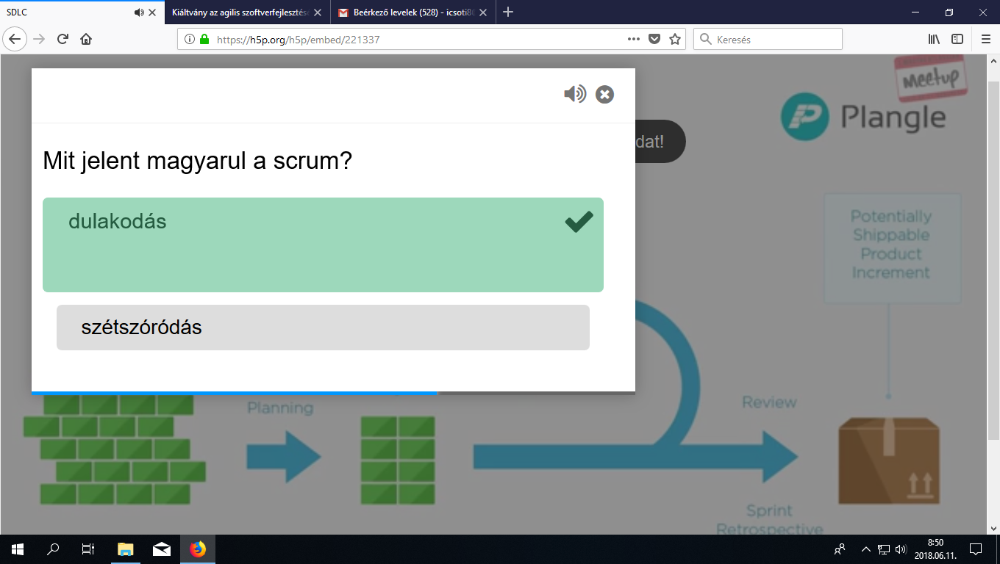 SDLC
Kiáltvány az agilis szoftverfejlesztés
Beérkező levelek (528) - icsoti8
https://h5p.org/h5p/embed/221337
Keresés
Meetup
Plangle
dat!
Mit jelent magyarul a scrum?
dulakodás
szétszóródás
Potentially
Shippable
Product
Increment
Planning
Review
Sprint
Retrospective
8:50
2018.06.11.